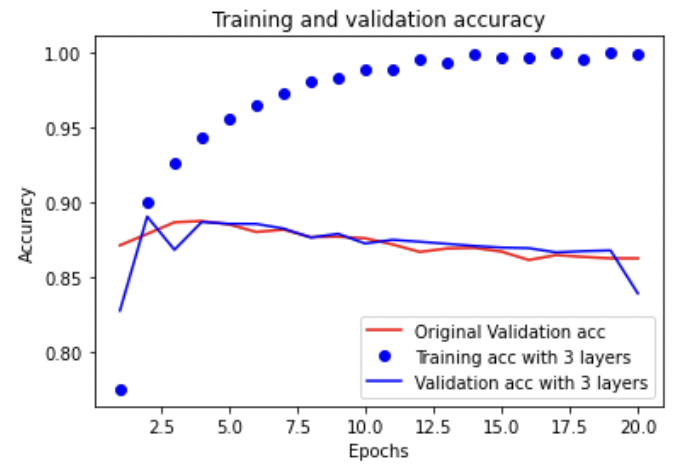 Training and validation accuracy
1.00
0.95
0.90
0.85
0.80
Accuracy
Original Validation acc
Training acc with 3 layers
Validation acc with 3 layers
2.5 5.0 7.5 10.0 12.5 15.0 17.5 20.0
Epochs